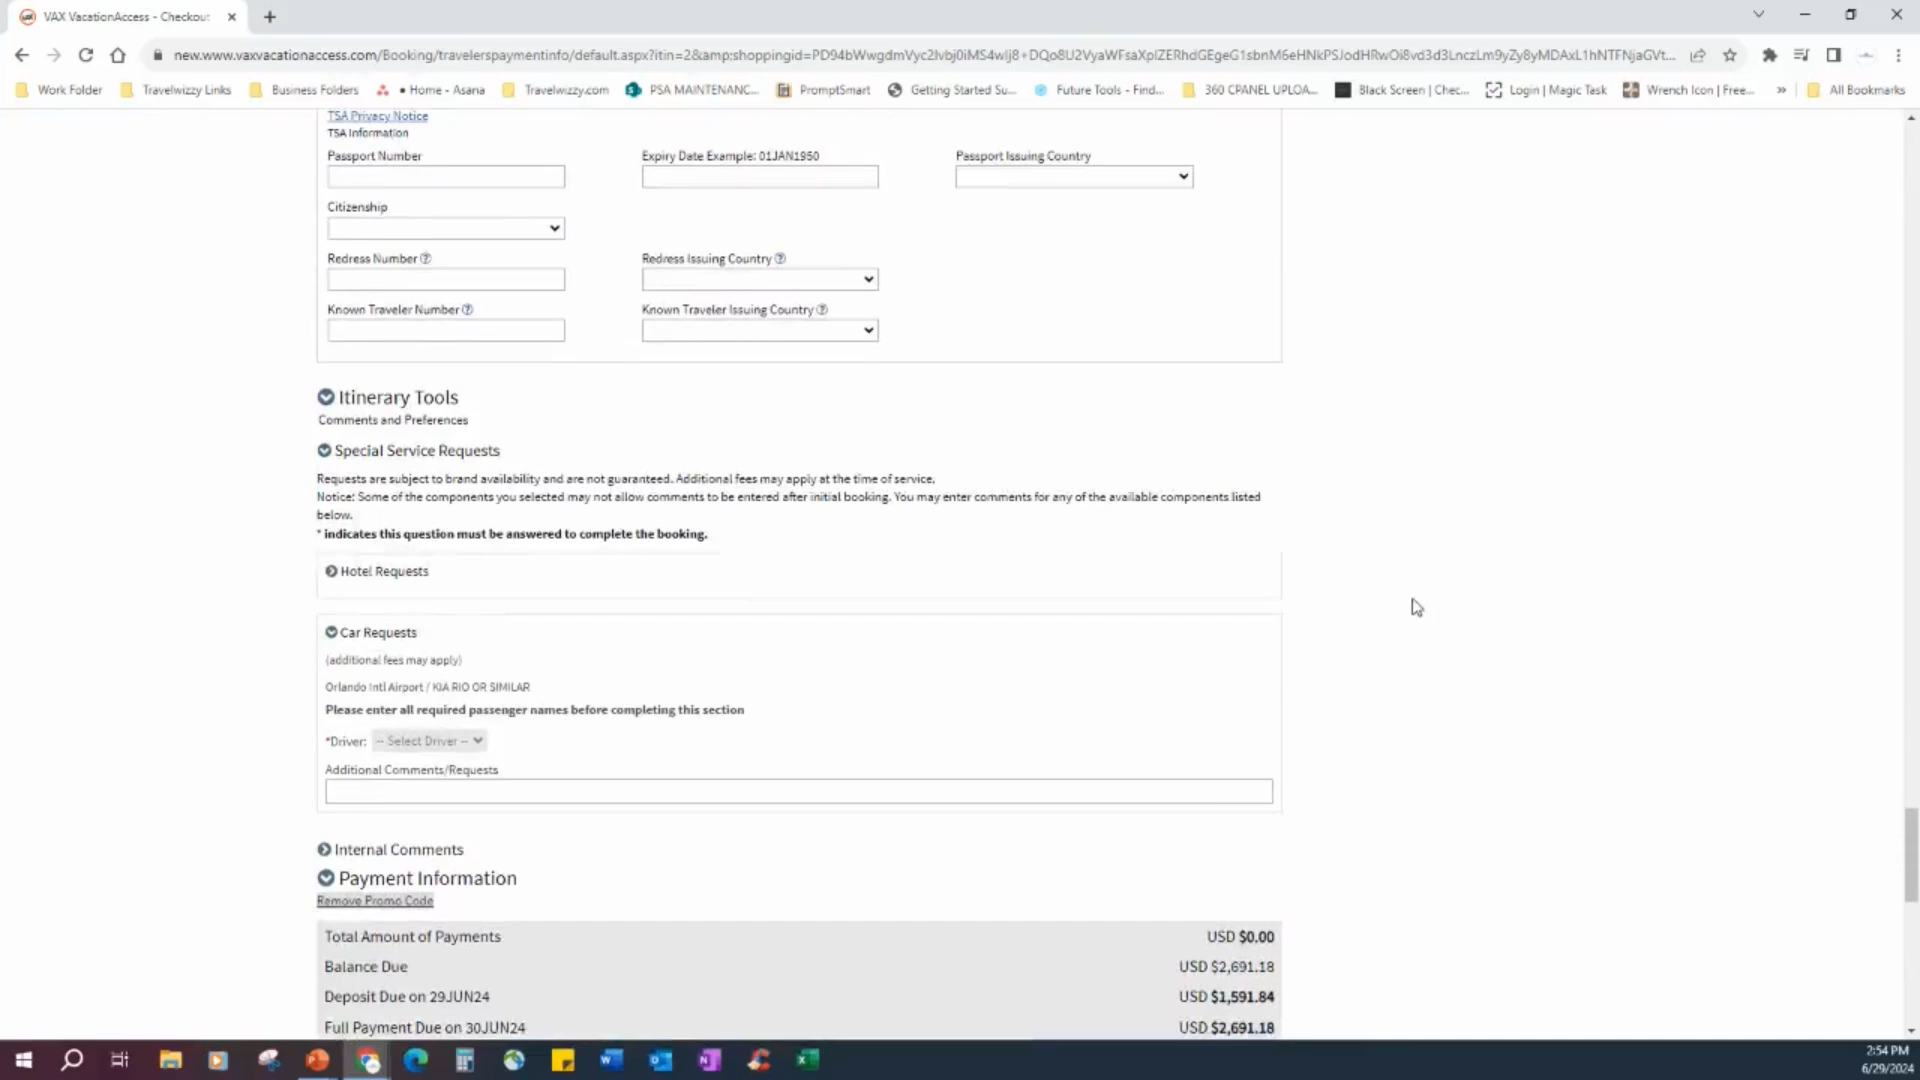 VAX VacationAccess - Checkout
new.www.vaxvacationaccess.com/Booking/travelerspaymentinfo/default.aspx?itin=2&amp;shoppingid=
Work Folder Travelwizzy Links Business Folders • Home - Asana Travelwizzy.com PSA MAINTENANC... PromptSmart Getting Started Su... Future Tools - Find... 360 CPANEL UPLOA... Black Screen | Chec... Login | Magic Task Wrench Icon | Free... » All Bookmarks
TSA Privacy Notice
TSA Information
Passport Number Expiry Date Example: 01JAN1950 Passport Issuing Country
Citizenship
Redress Number Redress Issuing Country
Known Traveler Number Known Traveler Issuing Country
Itinerary Tools
Comments and Preferences
Special Service Requests
Requests are subject to brand availability and are not guaranteed. Additional fees may apply at the time of service.
Notice: Some of the components you selected may not allow comments to be entered after initial booking. You may enter comments for any of the available components listed
below.
* indicates this question must be answered to complete the booking.
Hotel Requests
Car Requests
(additional fees may apply)
Orlando Intl Airport / KIA RIO OR SIMILAR
Please enter all required passenger names before completing this section
*Driver: -- Select Driver --
Additional Comments/Requests
Internal Comments
Payment Information
Remove Promo Code
Total Amount of Payments USD $0.00
Balance Due USD $2,691.18
Deposit Due on 29JUN24 USD $1,591.84
Full Payment Due on 30JUN24 USD $2,691.18
2:54 PM
6/29/2024